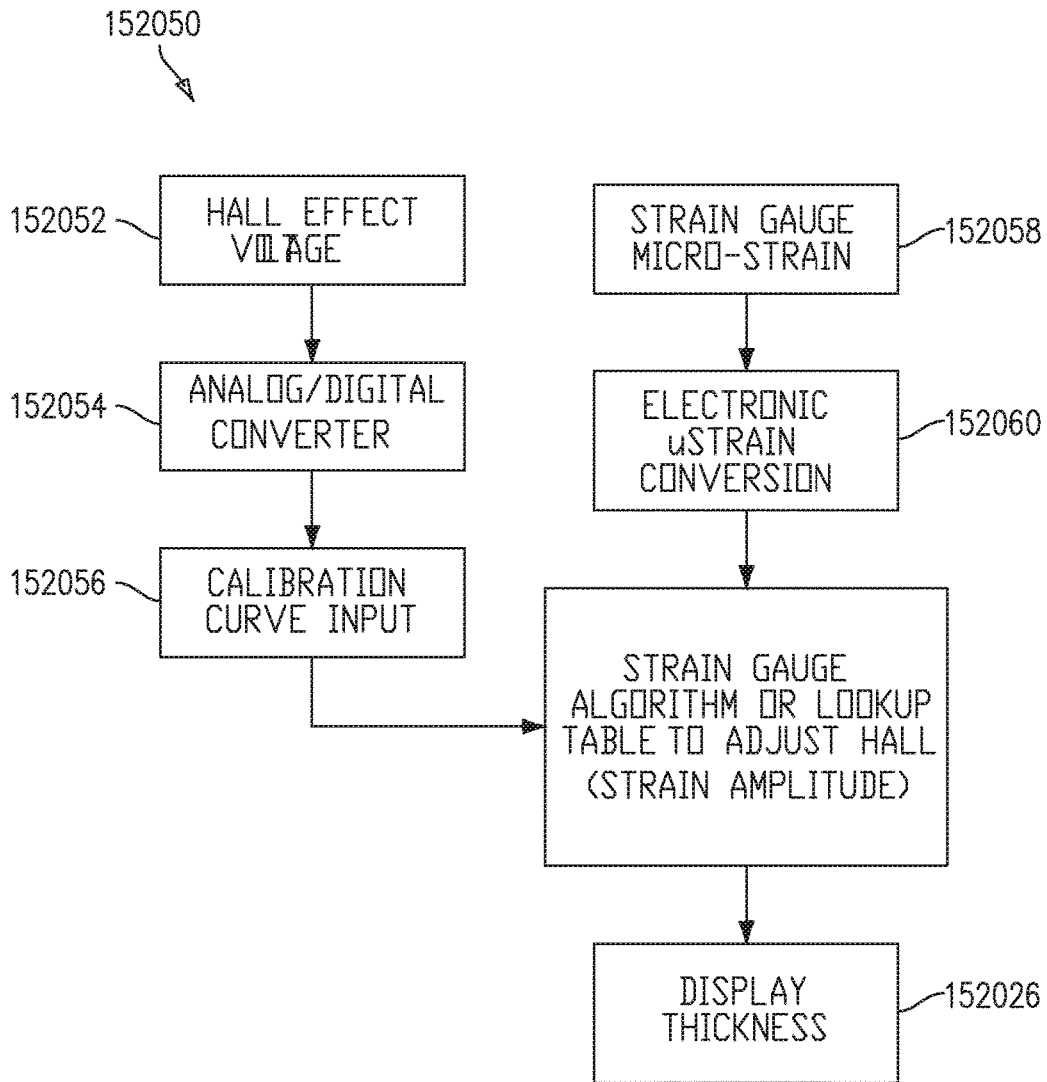 152050
152052
HALL EFFECT
VOLTAGE
152054
ANALOG/DIGITAL
CONVERTER
152056
CALIBRATION
CURVE INPUT
STRAIN GAUGE
MICRO-STRAIN
152058
ELECTRONIC
uSTRAIN
CONVERSION
152060
STRAIN GAUGE
ALGORITHM OR LOOKUP
TABLE TO ADJUST HALL
(STRAIN AMPLITUDE)
DISPLAY
THICKNESS
152026